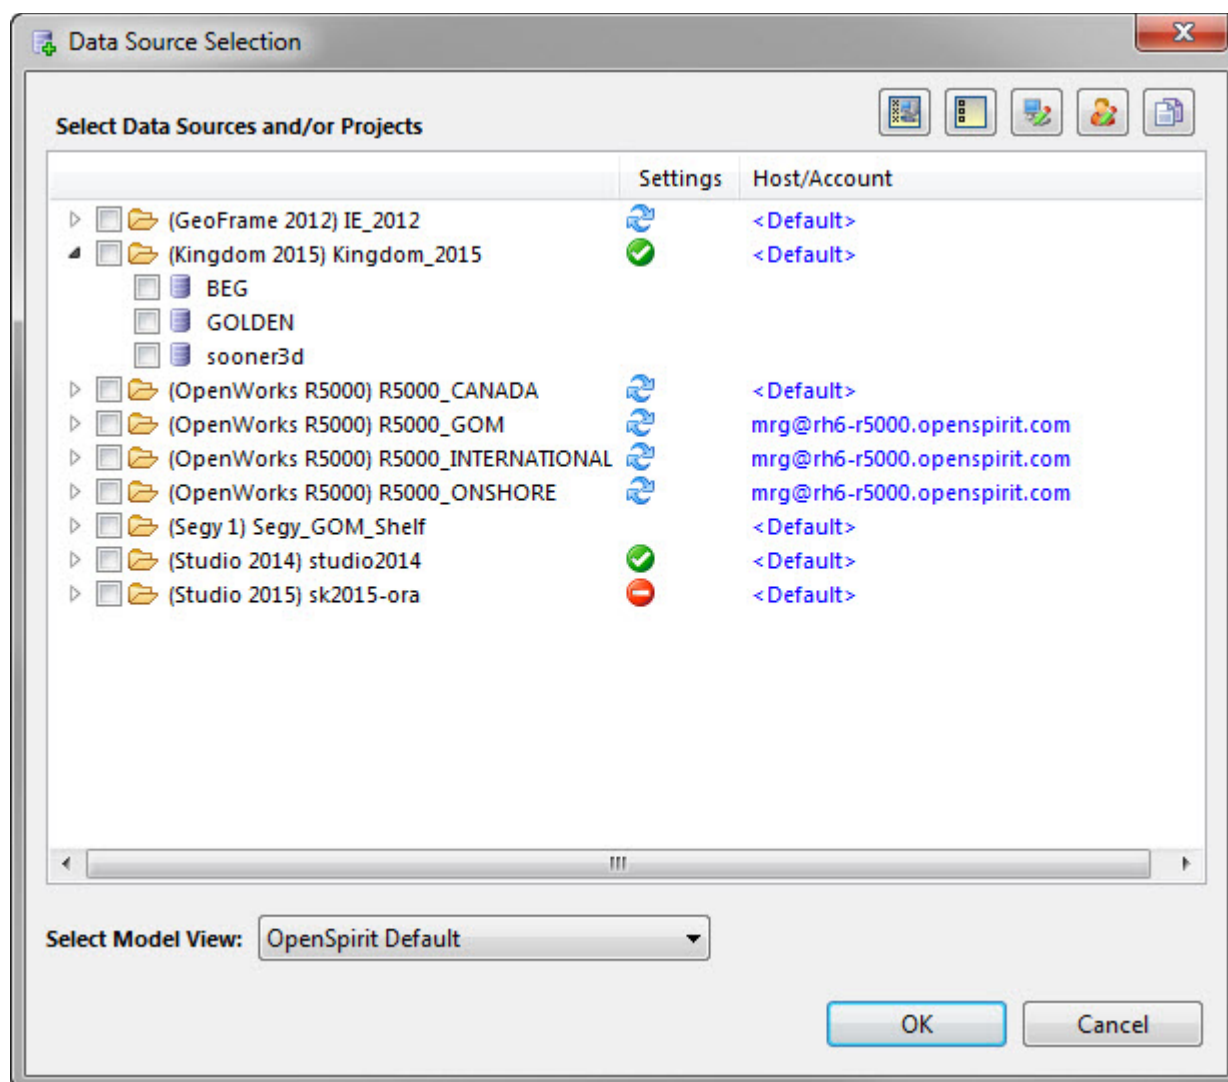 Data Source Selection
Select Data Sources and/or Projects
Settings Host/Account
(GeoFrame 2012) IE_2012 <Default>
(Kingdom 2015) Kingdom_2015 <Default>
BEG
GOLDEN
sooner3d
(OpenWorks R5000) R5000_CANADA <Default>
(OpenWorks R5000) R5000_GOM mrg@rh6-r5000.openspirit.com
(OpenWorks R5000) R5000_INTERNATIONAL mrg@rh6-r5000.openspirit.com
(OpenWorks R5000) R5000_ONSHORE mrg@rh6-r5000.openspirit.com
(Segy 1) Segy_GOM_Shelf <Default>
(Studio 2014) studio2014 <Default>
(Studio 2015) sk2015-ora <Default>
Select Model View: OpenSpirit Default
OK Cancel